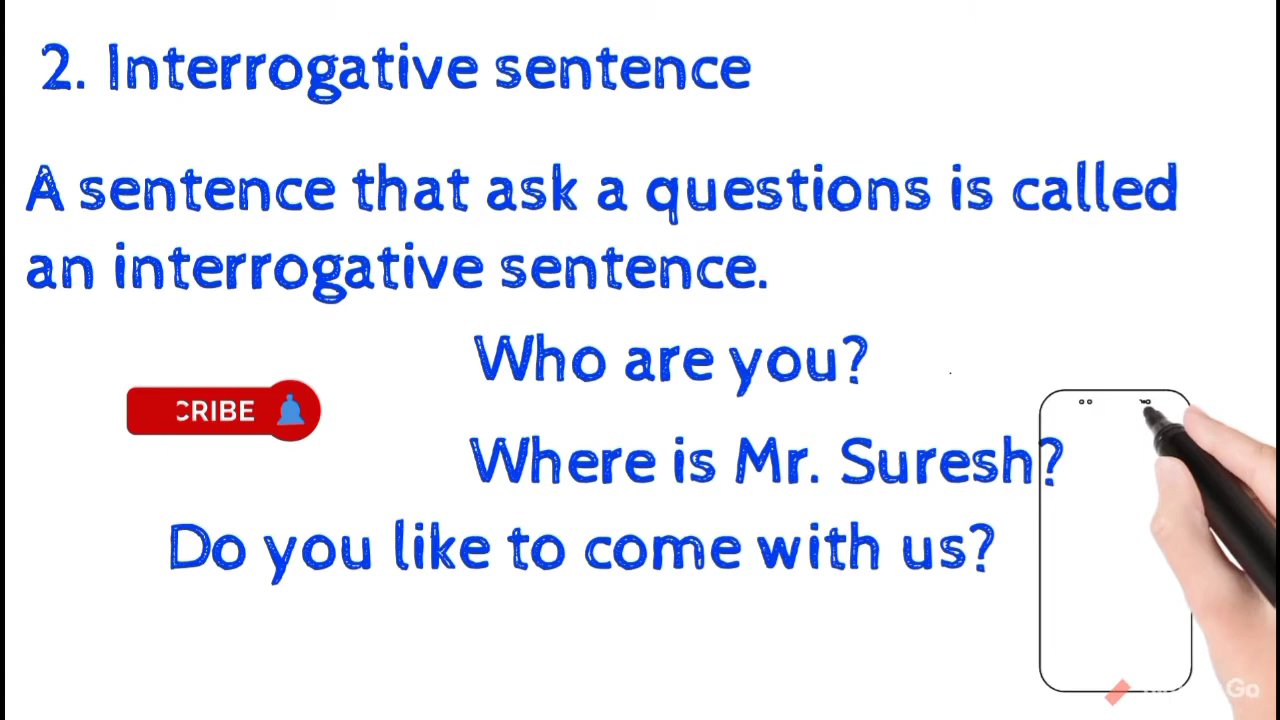 2. Interrogative sentence
A sentence that ask a questions is called
an interrogative sentence.
Who are you?
CRIBE
Where is Mr. Suresh?
Do you like to come with us?
Go